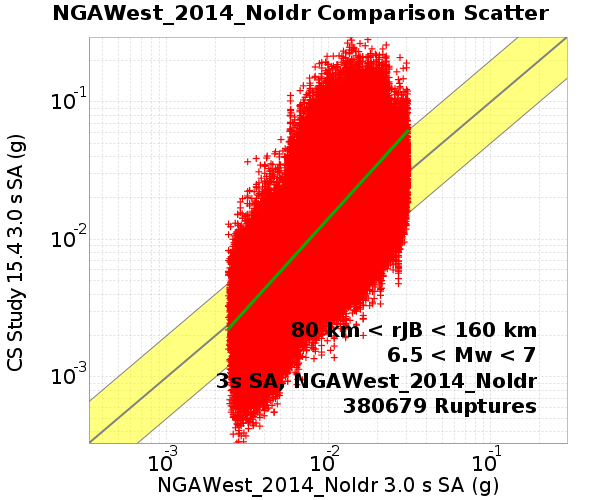 NGAWest_2014_NoIdr Comparison Scatter
CS Study 15.4 3.0 s SA (g)
10-1
10-2
10-3
80 km < rJB < 160 km
6.5 < Mw < 7
3s SA, NGAWest_2014_NoIdr
380679 Ruptures
10-3 10-2 10-1
NGAWest_2014_NoIdr 3.0 s SA (g)